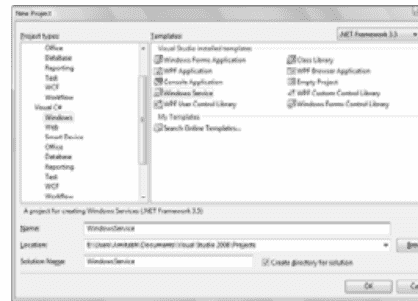 New Project
Project types:
Templates:
.NET Framework 3.5
Office
Database
Reporting
Test
WCF
Workflow
Visual C#
Windows
Web
Smart Device
Office
Database
Reporting
Test
WCF
Workflow
Visual Studio installed templates
Windows Forms Application
Class Library
WPF Application
WPF Browser Application
Console Application
Empty Project
Windows Service
WPF Custom Control Library
WPF User Control Library
Windows Forms Control Library
My Templates
Search Online Templates...
A project for creating Windows Services (.NET Framework 3.5)
Name:
WindowsService
Location:
Documents\Visual Studio 2008\Projects
Solution Name:
WindowsService
Create directory for solution
OK